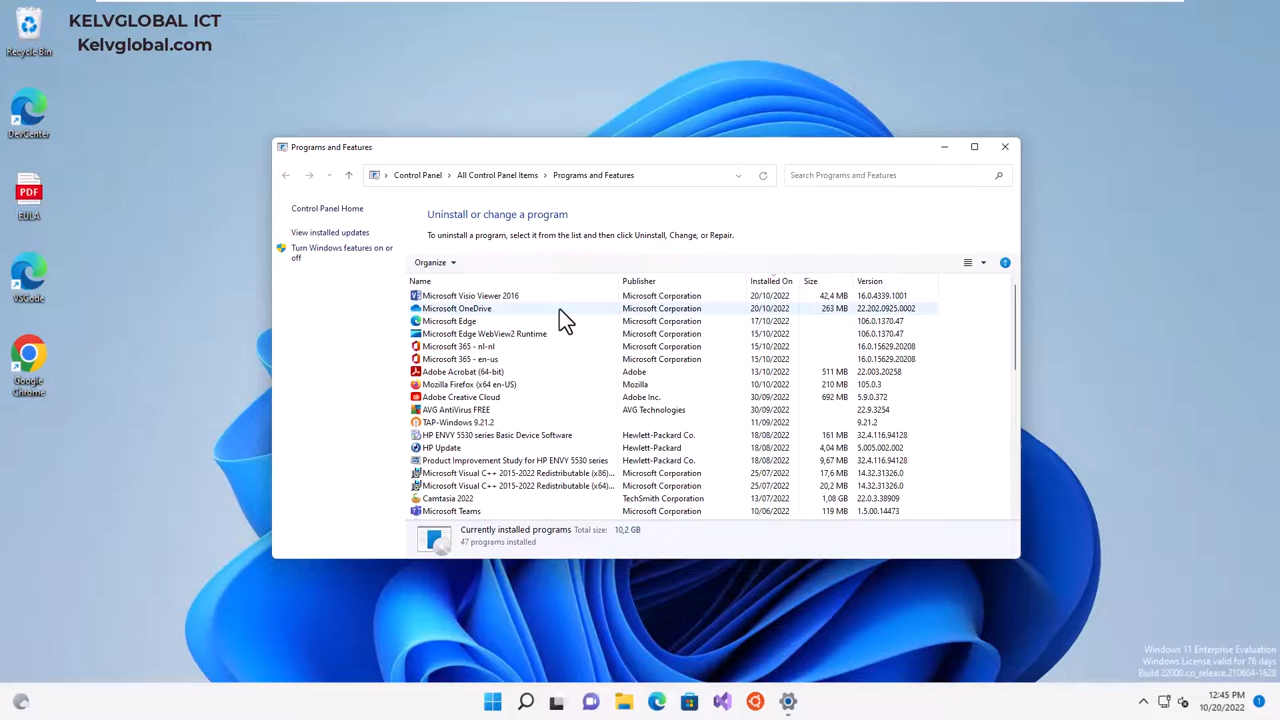 KELVGLOBAL ICT
Kelvglobal.com
Recycle Bin
DevCenter
EULA
VSCode
Google
Chrome
PDF
Programs and Features
Control Panel > All Control Panel Items > Programs and Features
Search Programs and Features
Control Panel Home
View installed updates
Turn Windows features on or
off
Uninstall or change a program
To uninstall a program, select it from the list and then click Uninstall, Change, or Repair.
Organize
Name Publisher Installed On Size Version
Microsoft Visio Viewer 2016 Microsoft Corporation 20/10/2022 42,4 MB 16.0.4339.1001
Microsoft OneDrive Microsoft Corporation 20/10/2022 263 MB 22.202.0925.0002
Microsoft Edge Microsoft Corporation 17/10/2022 106.0.1370.47
Microsoft Edge WebView2 Runtime Microsoft Corporation 15/10/2022 106.0.1370.47
Microsoft 365 - nl-nl Microsoft Corporation 15/10/2022 16.0.15629.20208
Microsoft 365 - en-us Microsoft Corporation 15/10/2022 16.0.15629.20208
Adobe Acrobat (64-bit) Adobe 13/10/2022 511 MB 22.003.20258
Mozilla Firefox (x64 en-US) Mozilla 10/10/2022 210 MB 105.0.3
Adobe Creative Cloud Adobe Inc. 30/09/2022 692 MB 5.9.0.372
AVG AntiVirus FREE AVG Technologies 30/09/2022 22.9.3254
TAP-Windows 9.21.2 11/09/2022 9.21.2
HP ENVY 5530 series Basic Device Software Hewlett-Packard Co. 18/08/2022 161 MB 32.4.116.94128
HP Update Hewlett-Packard 18/08/2022 4,04 MB 5.005.002.002
Product Improvement Study for HP ENVY 5530 series Hewlett-Packard Co. 18/08/2022 9,67 MB 32.4.116.94128
Microsoft Visual C++ 2015-2022 Redistributable (x86)... Microsoft Corporation 25/07/2022 17,6 MB 14.32.31326.0
Microsoft Visual C++ 2015-2022 Redistributable (x64)... Microsoft Corporation 25/07/2022 20,2 MB 14.32.31326.0
Camtasia 2022 TechSmith Corporation 13/07/2022 1,08 GB 22.0.3.38909
Microsoft Teams Microsoft Corporation 10/06/2022 119 MB 1.5.00.14473
Currently installed programs Total size: 10,2 GB
47 programs installed
Windows 11 Enterprise Evaluation
Windows License valid for 76 days
Build 22000.co_release.210604-1628
12:45 PM
10/20/2022
1